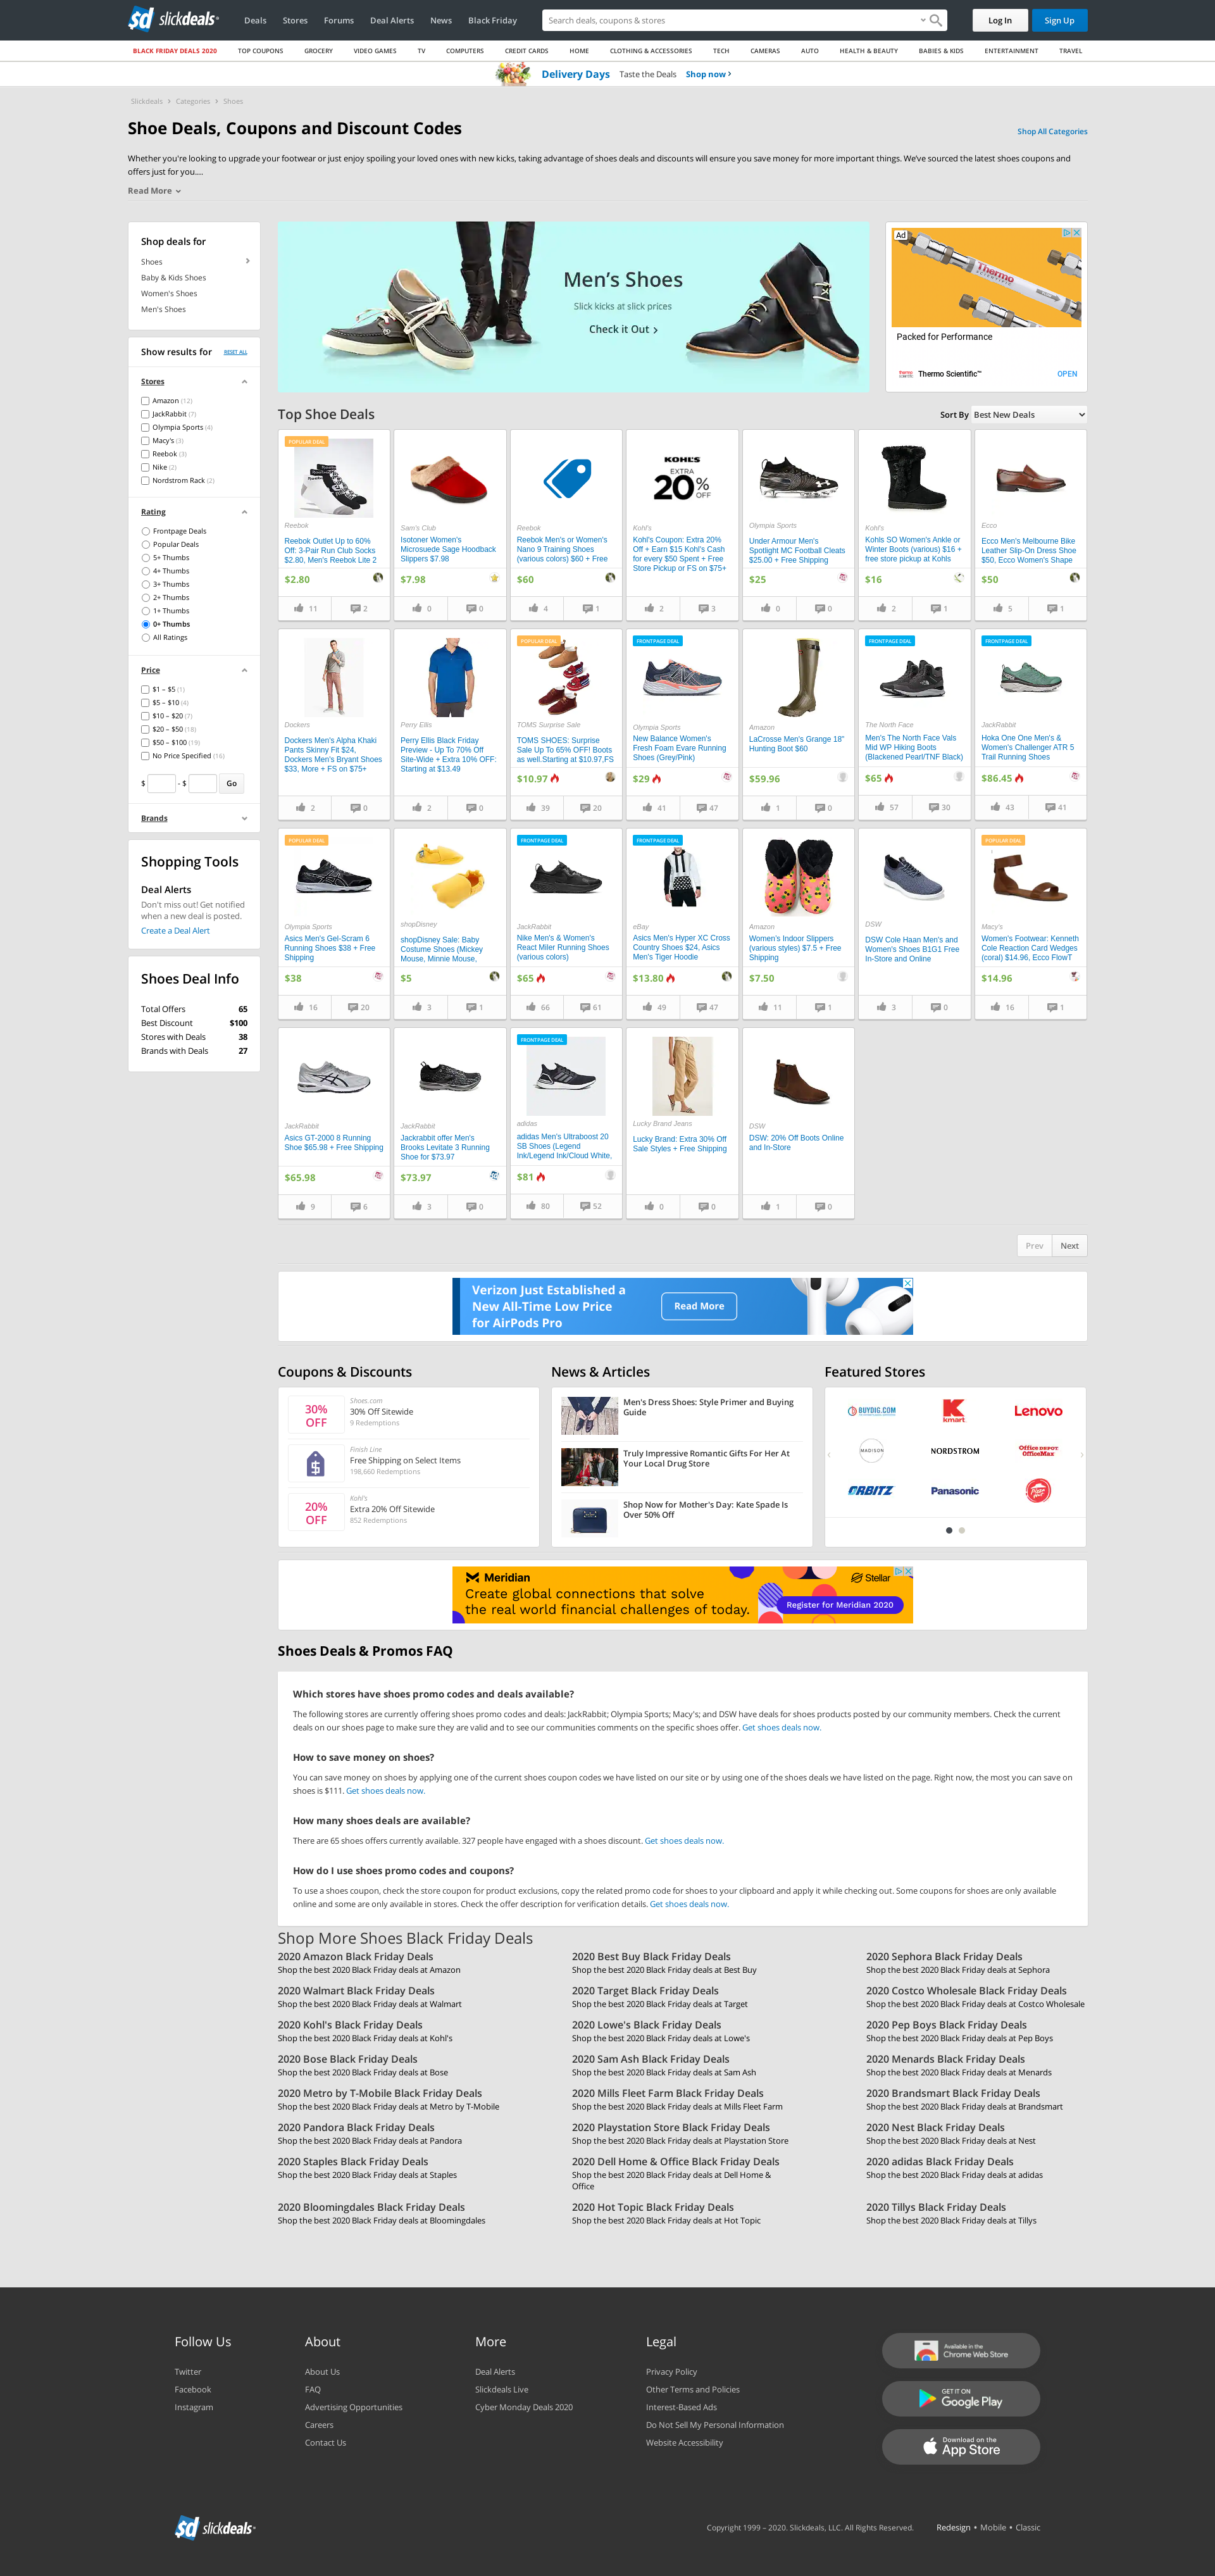 slickdeals
Deals Stores Forums Deal Alerts News Black Friday
Search deals, coupons & stores
Log In
Sign Up
BLACK FRIDAY DEALS 2020 TOP COUPONS GROCERY VIDEO GAMES TV COMPUTERS CREDIT CARDS HOME CLOTHING & ACCESSORIES TECH CAMERAS AUTO HEALTH & BEAUTY BABIES & KIDS ENTERTAINMENT TRAVEL
Delivery Days Taste the Deals Shop now
Slickdeals Categories Shoes
Shoe Deals, Coupons and Discount Codes
Shop All Categories
Whether you're looking to upgrade your footwear or just enjoy spoiling your loved ones with new kicks, taking advantage of shoes deals and discounts will ensure you save money for more important things. We've sourced the latest shoes coupons and
offers just for you....
Read More
Shop deals for
Shoes
Baby & Kids Shoes
Women's Shoes
Men's Shoes
Show results for
RESET ALL
Stores
Amazon (12)
JackRabbit (7)
Olympia Sports (4)
Macy's (3)
Reebok (3)
Nike (2)
Nordstrom Rack (2)
Rating
Frontpage Deals
Popular Deals
5+ Thumbs
4+ Thumbs
3+ Thumbs
2+ Thumbs
1+ Thumbs
0+ Thumbs
All Ratings
Price
$1 – $5 (1)
$5 – $10 (4)
$10 – $20 (7)
$20 – $50 (18)
$50 – $100 (19)
No Price Specified (16)
$ - $ Go
Brands
Shopping Tools
Deal Alerts
Don't miss out! Get notified
when a new deal is posted.
Create a Deal Alert
Shoes Deal Info
Total Offers 65
Best Discount $100
Stores with Deals 38
Brands with Deals 27
Men's Shoes
Slick kicks at slick prices
Check it Out
Ad
Thermo
SCIENTIFIC
Packed for Performance
Thermo Scientific™
OPEN
Top Shoe Deals
Sort By Best New Deals
POPULAR DEAL
Reebok
Reebok Outlet Up to 60%
Off: 3-Pair Run Club Socks
$2.80, Men's Reebok Lite 2
$2.80
11 2
Sam's Club
Isotoner Women's
Microsuede Sage Hoodback
Slippers $7.98
$7.98
0 0
Reebok
Reebok Men's or Women's
Nano 9 Training Shoes
(various colors) $60 + Free
$60
4 1
KOHL'S
EXTRA
20% OFF
Kohl's
Kohl's Coupon: Extra 20%
Off + Earn $15 Kohl's Cash
for every $50 Spent + Free
Store Pickup or FS on $75+
2 3
Olympia Sports
Under Armour Men's
Spotlight MC Football Cleats
$25.00 + Free Shipping
$25
0 0
Kohl's
Kohls SO Women's Ankle or
Winter Boots (various) $16 +
free store pickup at Kohls
$16
2 1
Ecco
Ecco Men's Melbourne Bike
Leather Slip-On Dress Shoe
$50, Ecco Women's Shape
$50
5 1
Dockers
Dockers Men's Alpha Khaki
Pants Skinny Fit $24,
Dockers Men's Bryant Shoes
$33, More + FS on $75+
2 0
Perry Ellis
Perry Ellis Black Friday
Preview - Up To 70% Off
Site-Wide + Extra 10% OFF:
Starting at $13.49
2 0
POPULAR DEAL
TOMS Surprise Sale
TOMS SHOES: Surprise
Sale Up To 65% OFF! Boots
as well.Starting at $10.97,FS
$10.97
39 20
FRONTPAGE DEAL
Olympia Sports
New Balance Women's
Fresh Foam Evare Running
Shoes (Grey/Pink)
$29
41 47
Amazon
LaCrosse Men's Grange 18"
Hunting Boot $60
$59.96
1 0
FRONTPAGE DEAL
The North Face
Men's The North Face Vals
Mid WP Hiking Boots
(Blackened Pearl/TNF Black)
$65
57 30
FRONTPAGE DEAL
JackRabbit
Hoka One One Men's &
Women's Challenger ATR 5
Trail Running Shoes
$86.45
43 41
POPULAR DEAL
Olympia Sports
Asics Men's Gel-Scram 6
Running Shoes $38 + Free
Shipping
$38
16 20
shopDisney
shopDisney Sale: Baby
Costume Shoes (Mickey
Mouse, Minnie Mouse,
$5
3 1
FRONTPAGE DEAL
JackRabbit
Nike Men's & Women's
React Miler Running Shoes
(various colors)
$65
66 61
FRONTPAGE DEAL
eBay
Asics Men's Hyper XC Cross
Country Shoes $24, Asics
Men's Tiger Hoodie
$13.80
49 47
Amazon
Women's Indoor Slippers
(various styles) $7.5 + Free
Shipping
$7.50
11 1
DSW
DSW Cole Haan Men's and
Women's Shoes B1G1 Free
In-Store and Online
3 0
POPULAR DEAL
Macy's
Women's Footwear: Kenneth
Cole Reaction Card Wedges
(coral) $14.96, Ecco FlowT
$14.96
16 1
JackRabbit
Asics GT-2000 8 Running
Shoe $65.98 + Free Shipping
$65.98
9 6
JackRabbit
Jackrabbit offer Men's
Brooks Levitate 3 Running
Shoe for $73.97
$73.97
3 0
FRONTPAGE DEAL
adidas
adidas Men's Ultraboost 20
SB Shoes (Legend
Ink/Legend Ink/Cloud White,
$81
80 52
Lucky Brand Jeans
Lucky Brand: Extra 30% Off
Sale Styles + Free Shipping
0 0
DSW
DSW: 20% Off Boots Online
and In-Store
1 0
Prev Next
Verizon Just Established a
New All-Time Low Price
for AirPods Pro
Read More
Coupons & Discounts
30%
OFF
Shoes.com
30% Off Sitewide
9 Redemptions
Finish Line
Free Shipping on Select Items
198,660 Redemptions
20%
OFF
Kohl's
Extra 20% Off Sitewide
852 Redemptions
News & Articles
Men's Dress Shoes: Style Primer and Buying
Guide
Truly Impressive Romantic Gifts For Her At
Your Local Drug Store
Shop Now for Mother's Day: Kate Spade Is
Over 50% Off
Featured Stores
BUYDIG.COM
kmart
Lenovo
MADISON
NORDSTROM
Office DEPOT
OfficeMax
ORBITZ
Panasonic
Pizza Hut
Meridian
Stellar
Create global connections that solve
the real world financial challenges of today.
Register for Meridian 2020
Shoes Deals & Promos FAQ
Which stores have shoes promo codes and deals available?
The following stores are currently offering shoes promo codes and deals: JackRabbit; Olympia Sports; Macy's; and DSW have deals for shoes products posted by our community members. Check the current
deals on our shoes page to make sure they are valid and to see our communities comments on the specific shoes offer. Get shoes deals now.
How to save money on shoes?
You can save money on shoes by applying one of the current shoes coupon codes we have listed on our site or by using one of the shoes deals we have listed on the page. Right now, the most you can save on
shoes is $111. Get shoes deals now.
How many shoes deals are available?
There are 65 shoes offers currently available. 327 people have engaged with a shoes discount. Get shoes deals now.
How do I use shoes promo codes and coupons?
To use a shoes coupon, check the store coupon for product exclusions, copy the related promo code for shoes to your clipboard and apply it while checking out. Some coupons for shoes are only available
online and some are only available in stores. Check the offer description for verification details. Get shoes deals now.
Shop More Shoes Black Friday Deals
2020 Amazon Black Friday Deals
Shop the best 2020 Black Friday deals at Amazon
2020 Best Buy Black Friday Deals
Shop the best 2020 Black Friday deals at Best Buy
2020 Sephora Black Friday Deals
Shop the best 2020 Black Friday deals at Sephora
2020 Walmart Black Friday Deals
Shop the best 2020 Black Friday deals at Walmart
2020 Target Black Friday Deals
Shop the best 2020 Black Friday deals at Target
2020 Costco Wholesale Black Friday Deals
Shop the best 2020 Black Friday deals at Costco Wholesale
2020 Kohl's Black Friday Deals
Shop the best 2020 Black Friday deals at Kohl's
2020 Lowe's Black Friday Deals
Shop the best 2020 Black Friday deals at Lowe's
2020 Pep Boys Black Friday Deals
Shop the best 2020 Black Friday deals at Pep Boys
2020 Bose Black Friday Deals
Shop the best 2020 Black Friday deals at Bose
2020 Sam Ash Black Friday Deals
Shop the best 2020 Black Friday deals at Sam Ash
2020 Menards Black Friday Deals
Shop the best 2020 Black Friday deals at Menards
2020 Metro by T-Mobile Black Friday Deals
Shop the best 2020 Black Friday deals at Metro by T-Mobile
2020 Mills Fleet Farm Black Friday Deals
Shop the best 2020 Black Friday deals at Mills Fleet Farm
2020 Brandsmart Black Friday Deals
Shop the best 2020 Black Friday deals at Brandsmart
2020 Pandora Black Friday Deals
Shop the best 2020 Black Friday deals at Pandora
2020 Playstation Store Black Friday Deals
Shop the best 2020 Black Friday deals at Playstation Store
2020 Nest Black Friday Deals
Shop the best 2020 Black Friday deals at Nest
2020 Staples Black Friday Deals
Shop the best 2020 Black Friday deals at Staples
2020 Dell Home & Office Black Friday Deals
Shop the best 2020 Black Friday deals at Dell Home &
Office
2020 adidas Black Friday Deals
Shop the best 2020 Black Friday deals at adidas
2020 Bloomingdales Black Friday Deals
Shop the best 2020 Black Friday deals at Bloomingdales
2020 Hot Topic Black Friday Deals
Shop the best 2020 Black Friday deals at Hot Topic
2020 Tillys Black Friday Deals
Shop the best 2020 Black Friday deals at Tillys
Follow Us
Twitter
Facebook
Instagram
About
About Us
FAQ
Advertising Opportunities
Careers
Contact Us
More
Deal Alerts
Slickdeals Live
Cyber Monday Deals 2020
Legal
Privacy Policy
Other Terms and Policies
Interest-Based Ads
Do Not Sell My Personal Information
Website Accessibility
Available in the
Chrome Web Store
GET IT ON
Google Play
Download on the
App Store
slickdeals
Copyright 1999 – 2020. Slickdeals, LLC. All Rights Reserved.
Redesign • Mobile • Classic